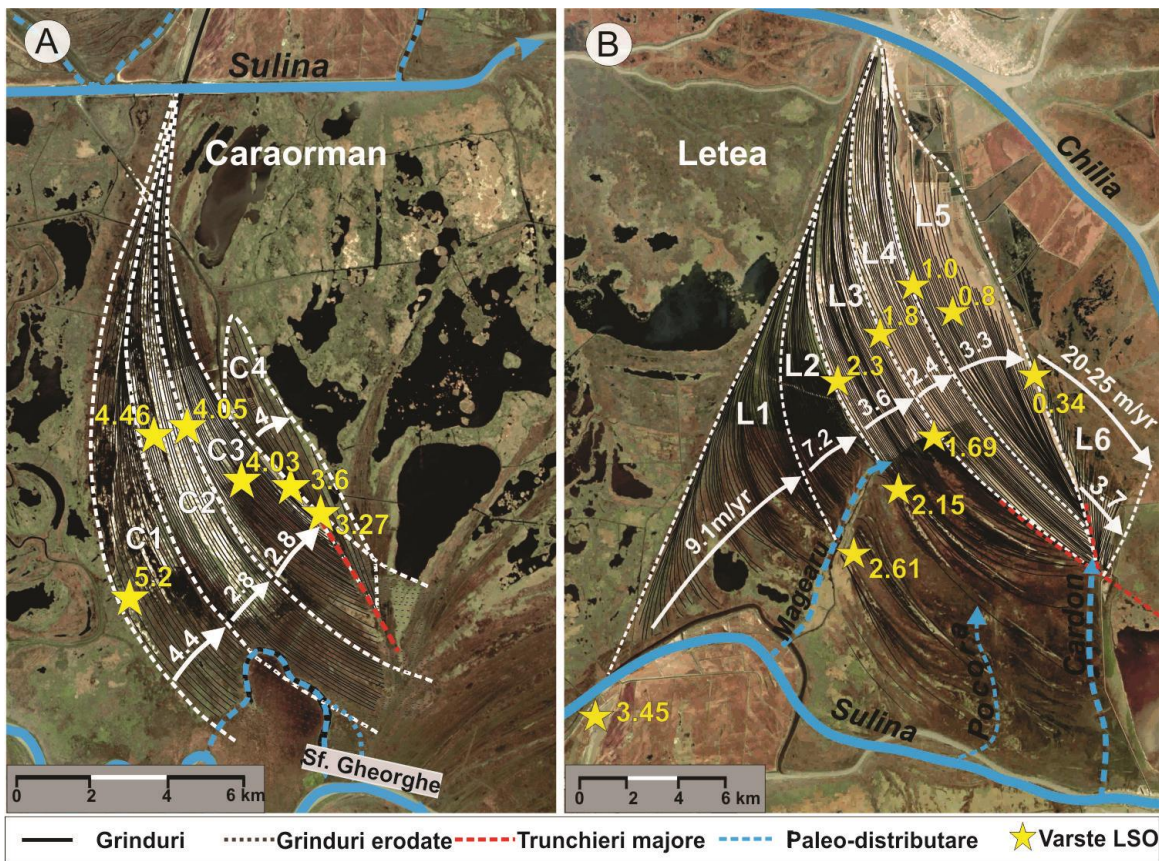 A
Sulina
Caraorman
C4
4
4.46
4.05
C3
4.03
3.6
C2
3.27
C1
2.8
5.2
2.8
4.4
Sf. Gheorghe
0 2 4 6 km
B
Letea
Chilia
L5
L4
1.0
L3
0.8
1.8
3.3
20-25 m/yr
L2
2.3
2.4
0.34
3.6
L1
L6
7.2
1.69
3.7
9.1m/yr
2.15
Mageau
2.61
Rocora
Cardon
3.45
Sulina
0 2 4 6 km
Grinduri
Grinduri erodate
Trunchieri majore
Paleo-distributare
Varste LSO